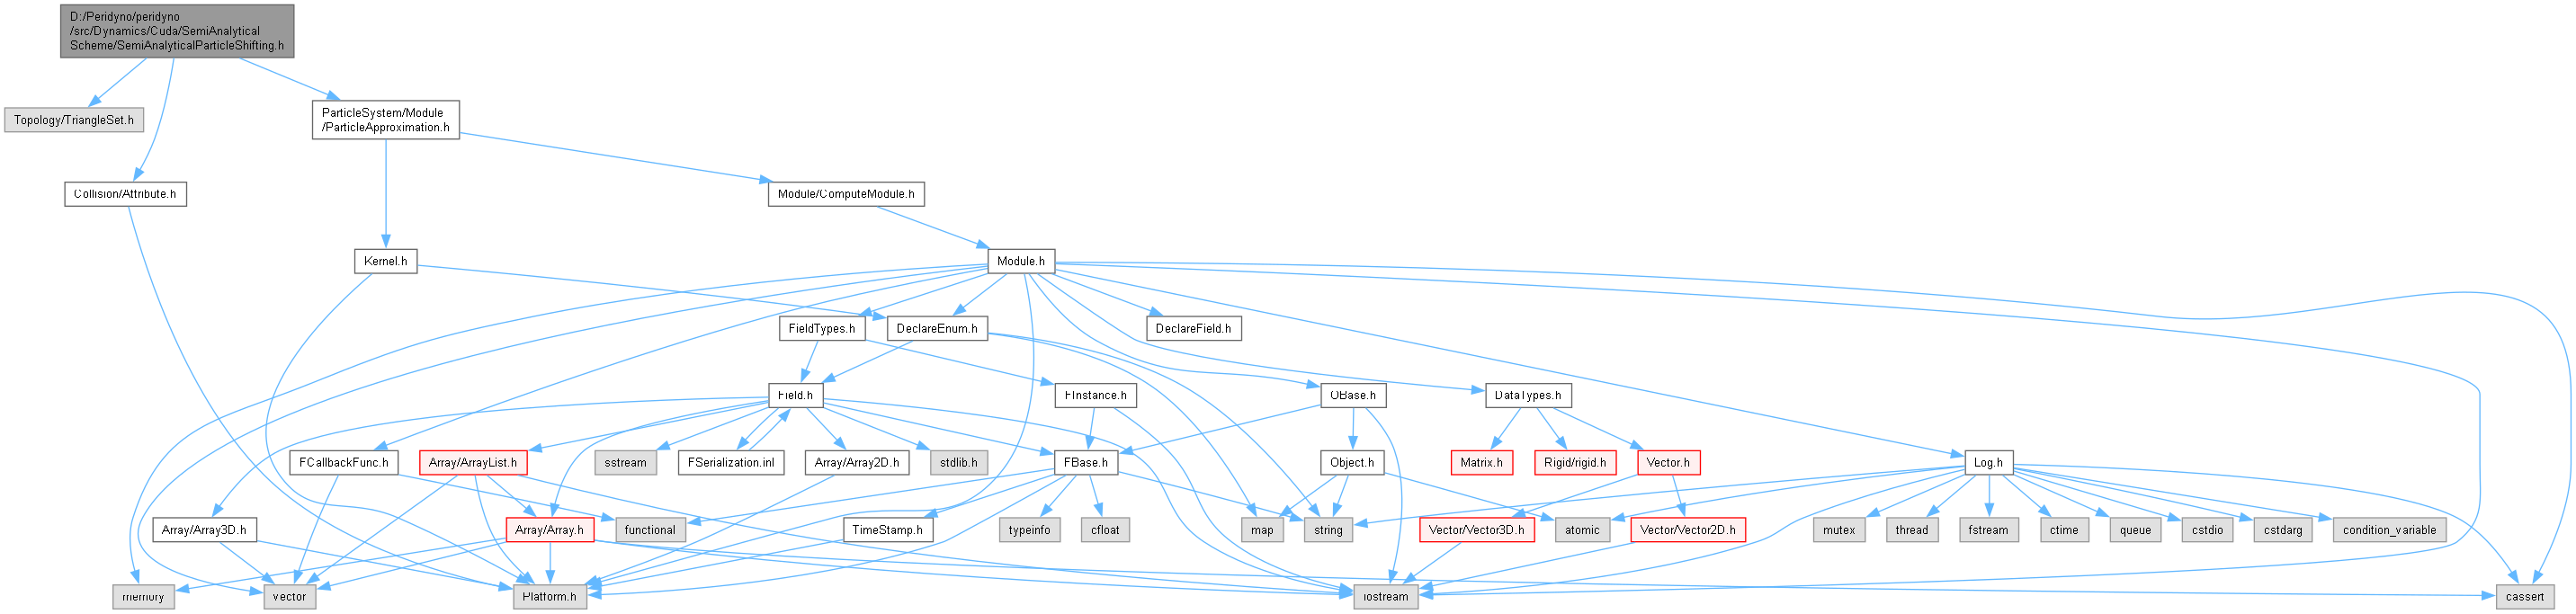 D:/Peridyno/peridyno
/src/Dynamics/Cuda/SemiAnalytical
Scheme/SemiAnalyticalParticleShifting.h
Topology/TriangleSet.h
ParticleSystem/Module
/ParticleApproximation.h
Collision/Attribute.h
Module/ComputeModule.h
Kernel.h
Module.h
FieldTypes.h
DeclareEnum.h
DeclareField.h
Field.h
FInstance.h
OBase.h
DataTypes.h
FCallbackFunc.h
Array/ArrayList.h
sstream
FSerialization.inl
Array/Array2D.h
stdlib.h
FBase.h
Object.h
Matrix.h
Rigid/rigid.h
Vector.h
Log.h
Array/Array3D.h
Array/Array.h
functional
TimeStamp.h
typeinfo
cfloat
map
string
Vector/Vector3D.h
atomic
Vector/Vector2D.h
mutex
thread
fstream
ctime
queue
cstdio
cstdarg
condition_variable
memory
vector
Platform.h
iostream
cassert